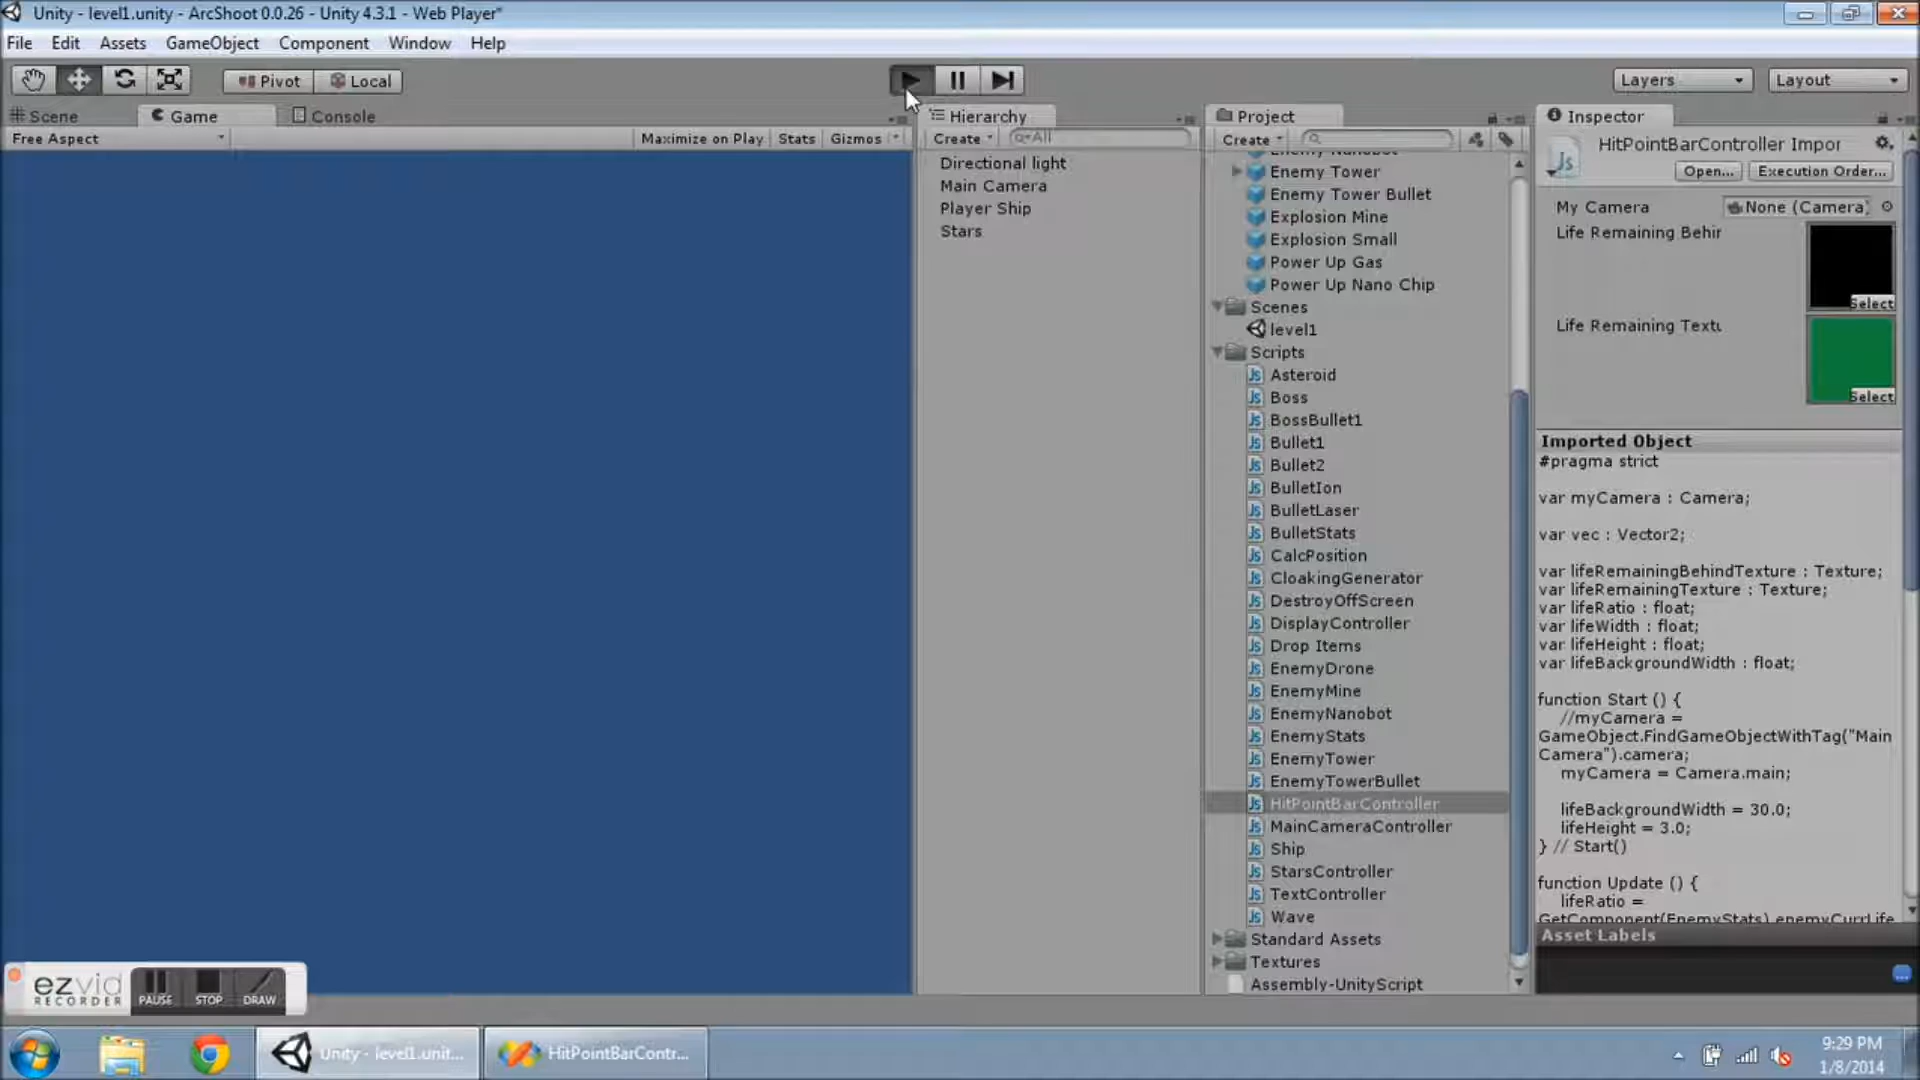 Unity - level1.unity - ArcShoot 0.0.26 - Unity 4.3.1 - Web Player*
File Edit Assets GameObject Component Window Help
Pivot Local
Layers Layout
Scene Game Console
Hierarchy
Project
Inspector
Free Aspect Maximize on Play Stats Gizmos
Create All
Create
Directional light
Main Camera
Player Ship
Stars
Enemy Nanobot
Enemy Tower
Enemy Tower Bullet
Explosion Mine
Explosion Small
Power Up Gas
Power Up Nano Chip
Scenes
level1
Scripts
Asteroid
Boss
BossBullet1
Bullet1
Bullet2
BulletIon
BulletLaser
BulletStats
CalcPosition
CloakingGenerator
DestroyOffScreen
DisplayController
Drop Items
EnemyDrone
EnemyMine
EnemyNanobot
EnemyStats
EnemyTower
EnemyTowerBullet
HitPointBarController
MainCameraController
Ship
StarsController
TextController
Wave
Standard Assets
Textures
Assembly-UnityScript
HitPointBarController Impor
Open... Execution Order...
My Camera None (Camera)
Life Remaining Behir
Select
Life Remaining Textu
Select
Imported Object
#pragma strict
var myCamera : Camera;
var vec : Vector2;
var lifeRemainingBehindTexture : Texture;
var lifeRemainingTexture : Texture;
var lifeRatio : float;
var lifeWidth : float;
var lifeHeight : float;
var lifeBackgroundWidth : float;
function Start () {
//myCamera =
GameObject.FindGameObjectWithTag("Main
Camera").camera;
myCamera = Camera.main;
lifeBackgroundWidth = 30.0;
lifeHeight = 3.0;
} // Start()
function Update () {
lifeRatio =
GetComponent(EnemyStats).enemyCurrLife
Asset Labels
ezvid
RECORDER
PAUSE STOP DRAW
Unity - level1.unit...
HitPointBarContr...
9:29 PM
1/8/2014